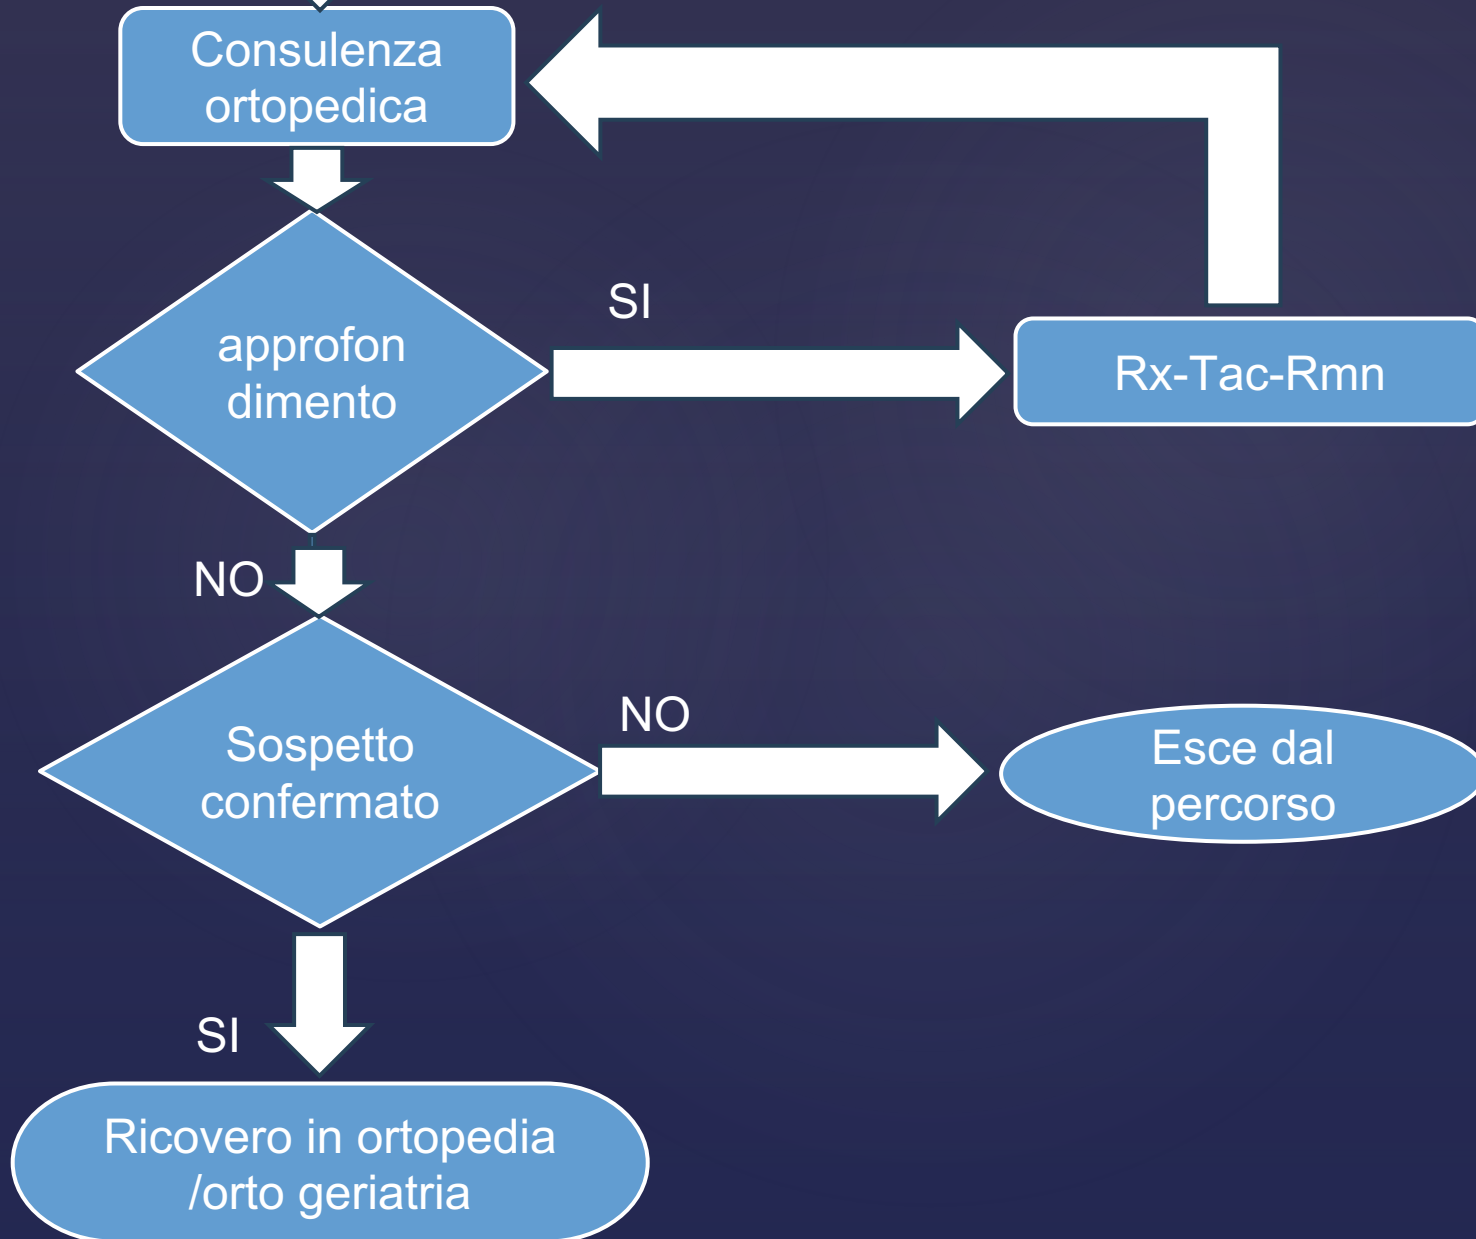 Consulenza
ortopedica
SI
approfon
dimento
Rx-Tac-Rmn
NO
NO
Sospetto
confermato
Esce dal
percorso
SI
Ricovero in ortopedia
/orto geriatria